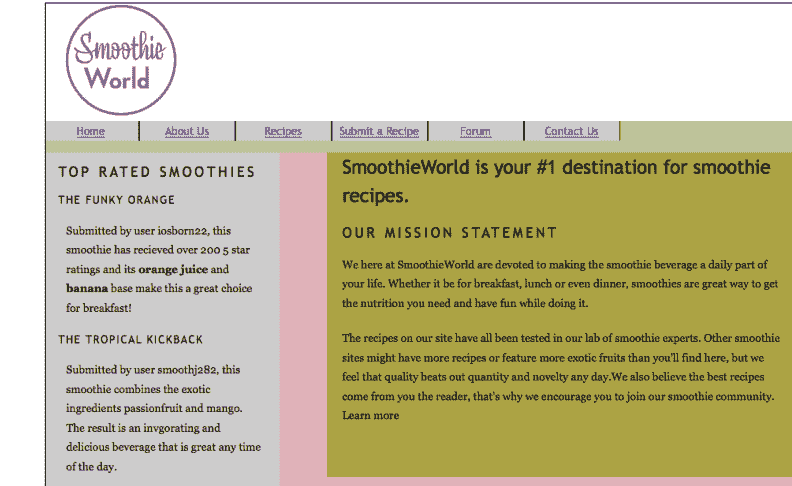 Smoothie
World
Home About Us Recipes Submit a Recipe Forum Contact Us
TOP RATED SMOOTHIES
THE FUNKY ORANGE
Submitted by user iosborn22, this
smoothie has recieved over 200 5 star
ratings and its orange juice and
banana base make this a great choice
for breakfast!
THE TROPICAL KICKBACK
Submitted by user smoothj282, this
smoothie combines the exotic
ingredients passionfruit and mango.
The result is an invgorating and
delicious beverage that is great any time
of the day.
SmoothieWorld is your #1 destination for smoothie
recipes.
OUR MISSION STATEMENT
We here at SmoothieWorld are devoted to making the smoothie beverage a daily part of
your life. Whether it be for breakfast, lunch or even dinner, smoothies are great way to get
the nutrition you need and have fun while doing it.
The recipes on our site have all been tested in our lab of smoothie experts. Other smoothie
sites might have more recipes or feature more exotic fruits than you'll find here, but we
feel that quality beats out quantity and novelty any day.We also believe the best recipes
come from you the reader, that's why we encourage you to join our smoothie community.
Learn more